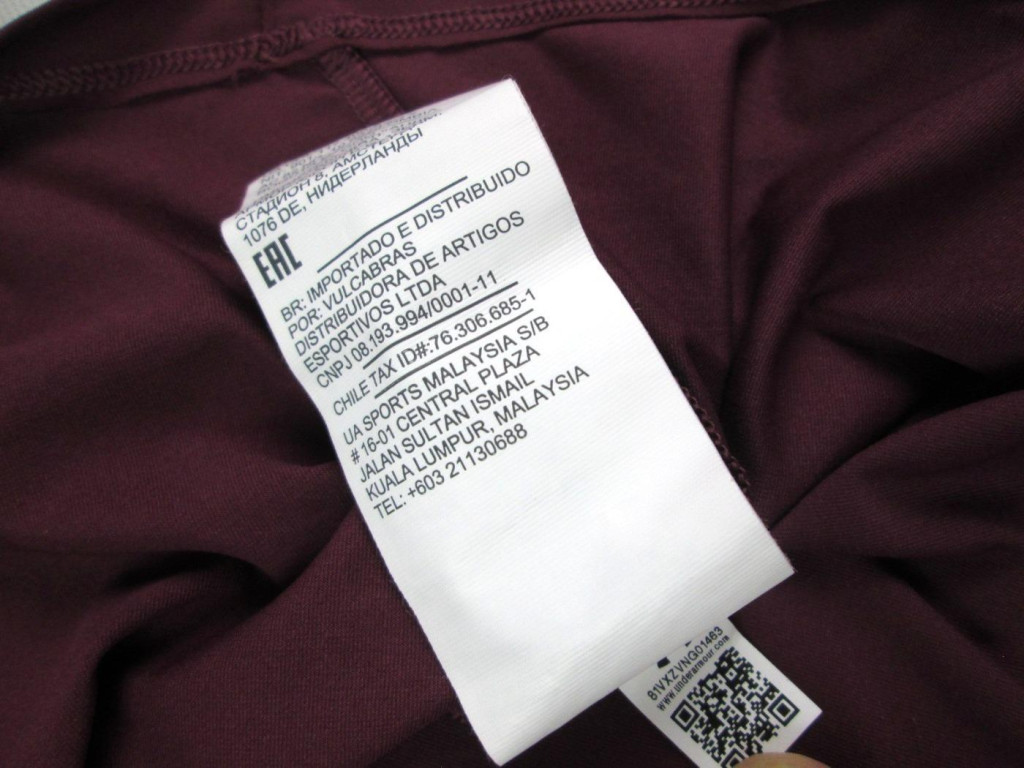 СТАДИОН 8, АМСТ
1076 DE, НИДЕРЛАНДЫ
EAC
BR: IMPORTADO E DISTRIBUIDO
POR: VULCABRAS
DISTRIBUIDORA DE ARTIGOS
ESPORTIVOS LTDA
CNPJ 08.193.994/0001-11
CHILE TAX ID#:76.306.685-1
UA SPORTS MALAYSIA S/B
# 16-01 CENTRAL PLAZA
JALAN SULTAN ISMAIL
KUALA LUMPUR, MALAYSIA
TEL: +603 21130688
81VXZVNG01463
www.underarmour.com